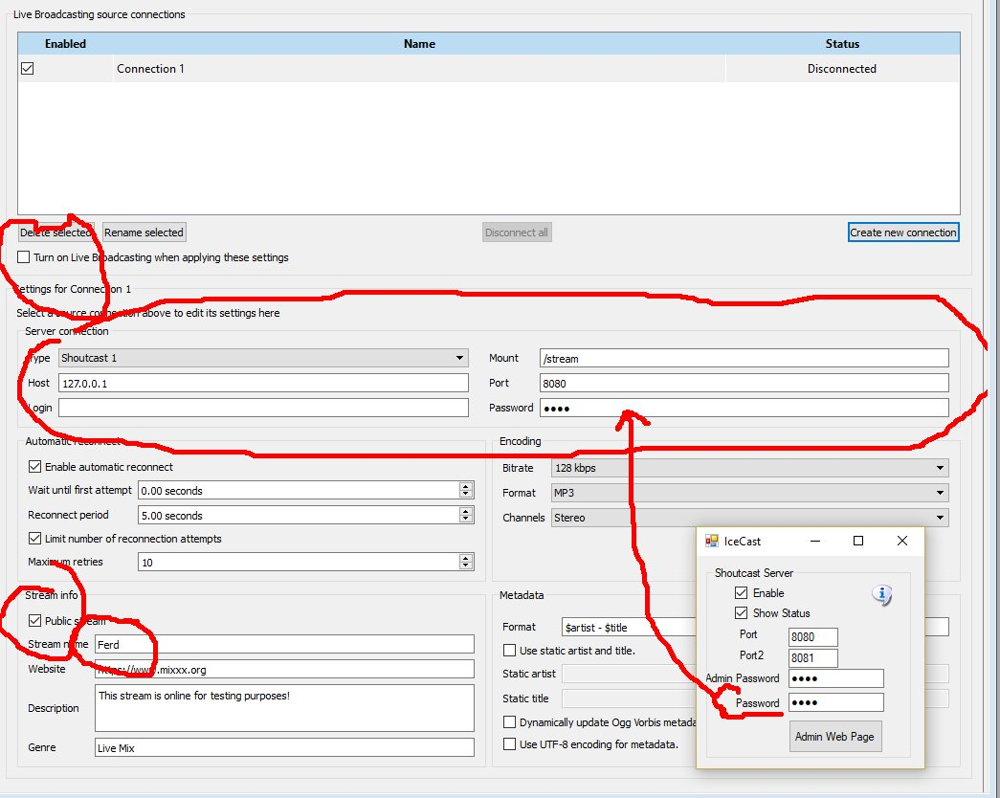 Live Broadcasting source connections
Enabled Name Status
Connection 1 Disconnected
Delete selected Rename selected Disconnect all Create new connection
Turn on Live Broadcasting when applying these settings
Settings for Connection 1
Select a source connection above to edit its settings here
Server connection
Type Shoutcast 1 Mount /stream
Host 127.0.0.1 Port 8080
Login Password ●●●●
Automatic reconnect Encoding
Enable automatic reconnect Bitrate 128 kbps
Wait until first attempt 0.00 seconds Format MP3
Reconnect period 5.00 seconds Channels Stereo
Limit number of reconnection attempts
Maximum retries 10
Stream info Metadata
Public stream Format $artist - $title
Stream name Ferd Use static artist and title.
Website https://www.mixxx.org Static artist
Description This stream is online for testing purposes! Static title
Dynamically update Ogg Vorbis
Genre Live Mix Use UTF-8 encoding for metadata.
IceCast
Shoutcast Server
Enable
Show Status
Port 8080
Port2 8081
Admin Password ●●●●
Password ●●●●
Admin Web Page